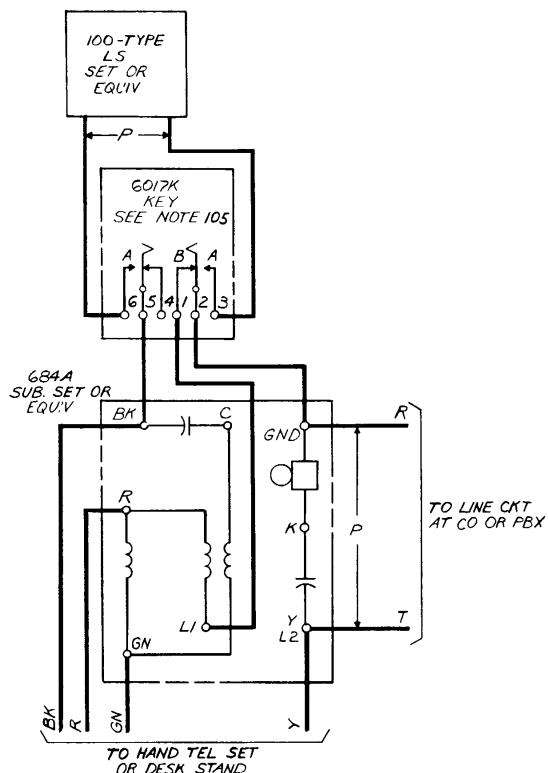 100-TYPE
LS
SET OR
EQUIV
P
6017K
KEY
SEE NOTE 105
A B A
6 5 4 1 2 3
684A
SUB. SET OR
EQUIV
BK C
GND
R
R
K
P
TO LINE CKT
AT CO OR PBX
L1
Y
L2
T
GN
BK
R
GN
Y
TO HAND TEL SET
OR DESK STAND